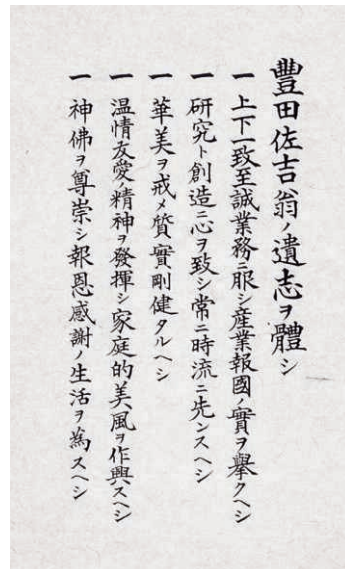 豐田佐吉翁ノ遺志ヲ體シ
一 上下一致至誠業務ニ服シ産業報國ノ實ヲ擧クヘシ
一 研究ト創造ニ心ヲ致シ常ニ時流ニ先ンスヘシ
一 華美ヲ戒メ質實剛健タルヘシ
一 温情友愛ノ精神ヲ發揮シ家庭的美風ヲ作興スヘシ
一 神佛ヲ尊崇シ報恩感謝ノ生活ヲ爲スヘシ